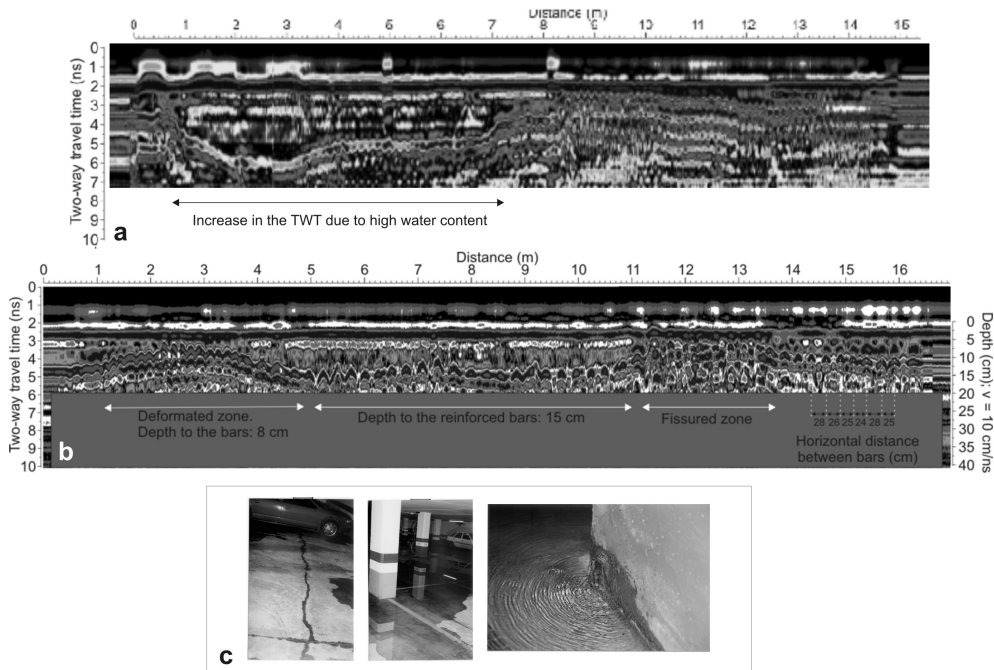 Distance (m)
0 1 2 3 4 5 6 7 8 9 10 11 12 13 14 15
Two-way travel time (ns)
0
1
2
3
4
5
6
7
8
9
10
Increase in the TWT due to high water content
a
Distance (m)
0 1 2 3 4 5 6 7 8 9 10 11 12 13 14 15 16
Two-way travel time (ns)
0
1
2
3
4
5
6
7
8
9
10
Depth (cm); v = 10 cm/ns
0
5
10
15
20
25
30
35
40
Deformated zone.
Depth to the bars: 8 cm
Depth to the reinforced bars: 15 cm
Fissured zone
28 26 25 24 28 25
Horizontal distance
between bars (cm)
b
c